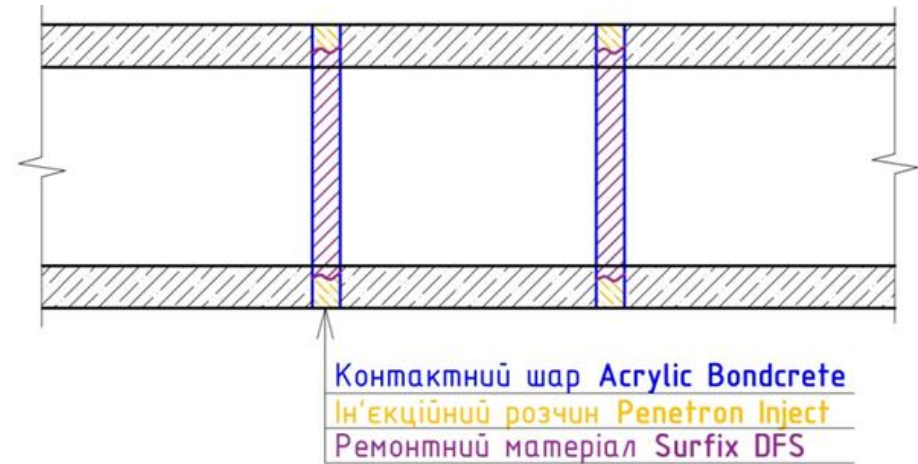 Контактний шар Acrylic Bondcrete
Ін'єкційний розчин Penetron Inject
Ремонтний матеріал Surfix DFS